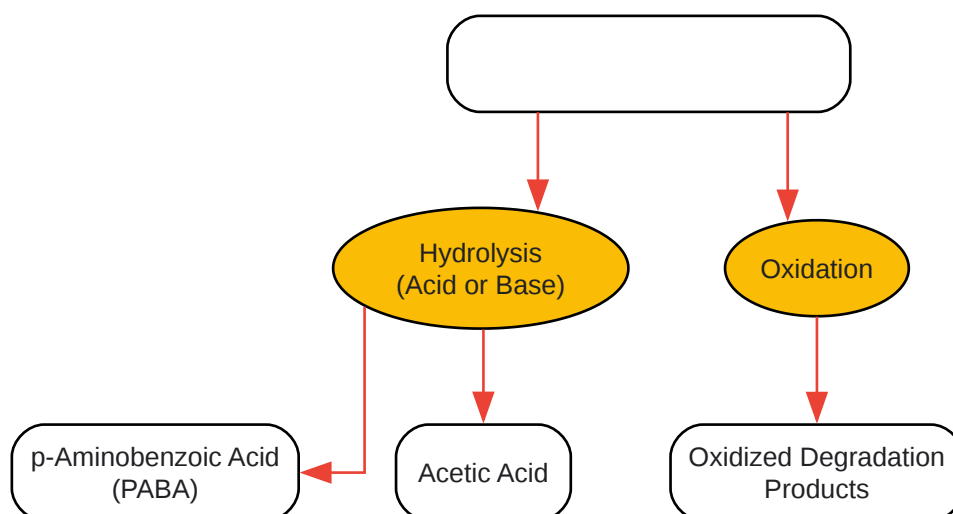 Hydrolysis
(Acid or Base)
Oxidation
p-Aminobenzoic Acid
(PABA)
Acetic Acid
Oxidized Degradation
Products